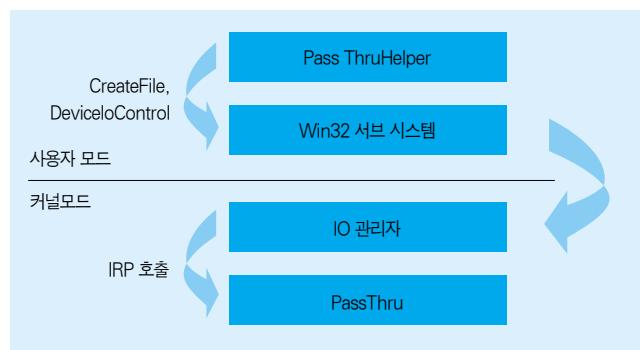 Pass ThruHelper
CreateFile,
DeviceIoControl
Win32 서브 시스템
사용자 모드
커널모드
IO 관리자
IRP 호출
PassThru